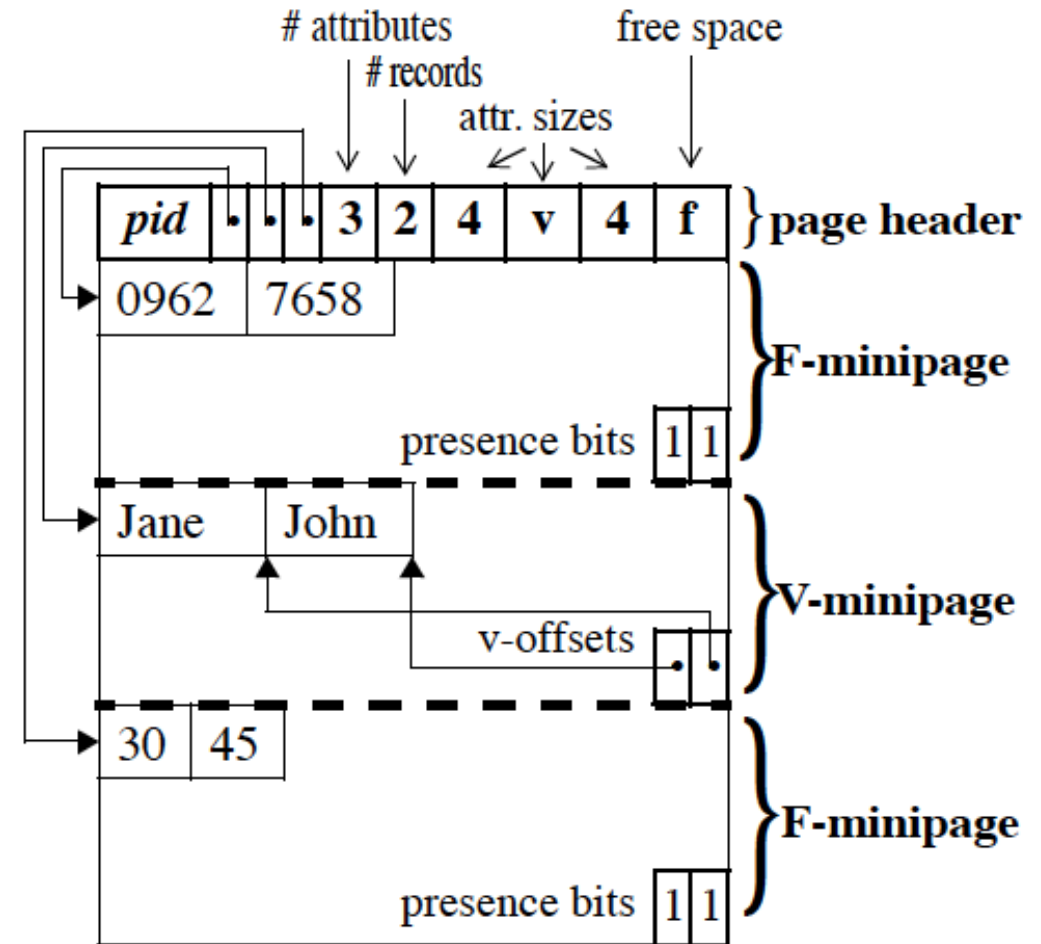 # attributes free space
# records
attr. sizes
pid 3 2 4 v 4 f } page header
0962 7658
F-minipage
presence bits 1 1
Jane John
V-minipage
v-offsets
30 45
F-minipage
presence bits 1 1